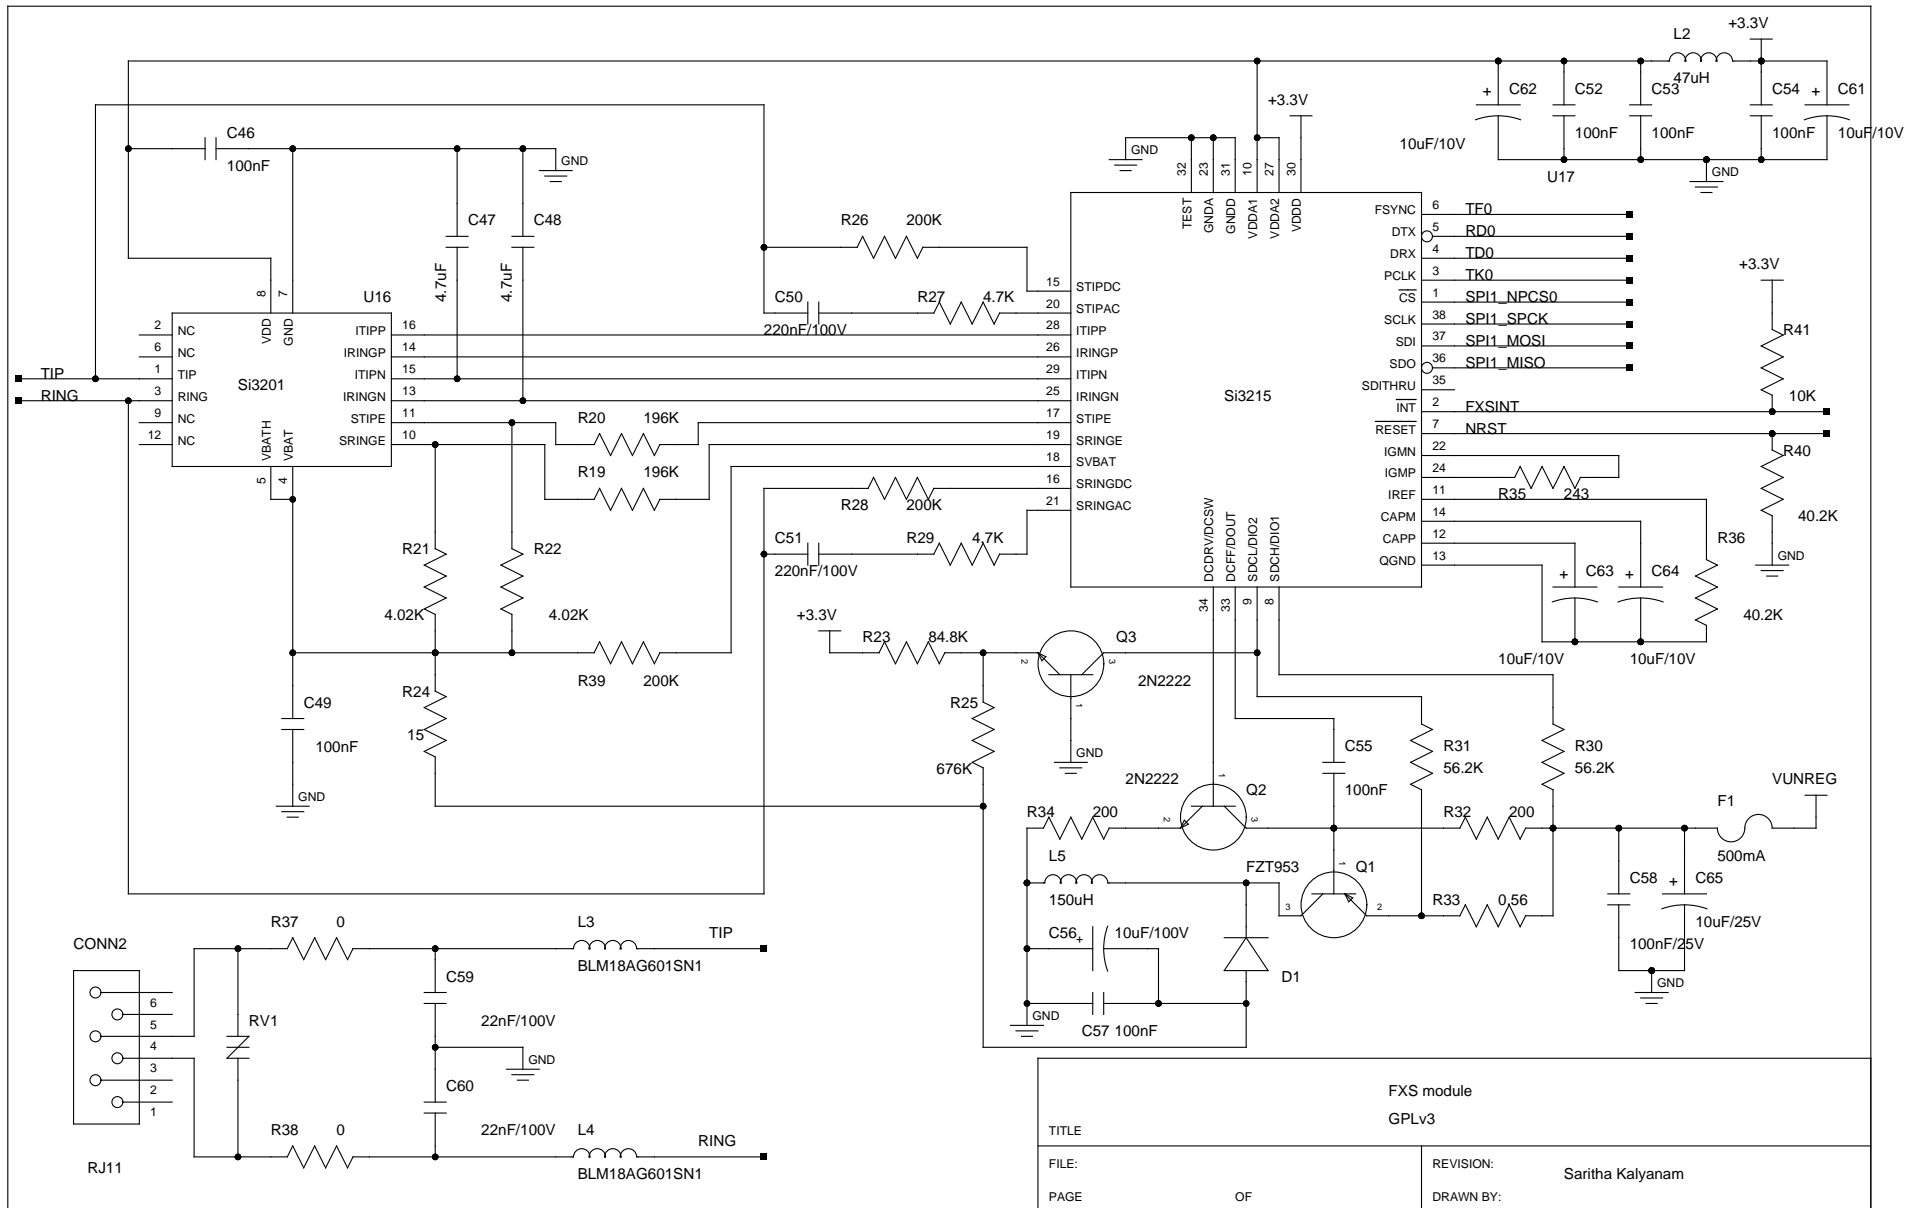 +3.3V
L2
47uH
+
C62
10uF/10V
C52
100nF
C53
100nF
C54
100nF
+
C61
10uF/10V
GND
U17
C46
100nF
GND
C47
4.7uF
C48
4.7uF
GND
+3.3V
32
23
31
10
27
30
TEST
GNDA
GNDD
VDDA1
VDDA2
VDDD
R26
200K
C50
220nF/100V
R27
4.7K
U16
8
7
VDD
GND
2
NC
6
NC
1
TIP
3
RING
9
NC
12
NC
TIP
RING
Si3201
VBATH
VBAT
5
4
ITIPP
16
IRINGP
14
ITIPN
15
IRINGN
13
STIPE
11
SRINGE
10
15
STIPDC
20
STIPAC
28
ITIPP
26
IRINGP
29
ITIPN
25
IRINGN
17
STIPE
19
SRINGE
18
SVBAT
16
SRINGDC
21
SRINGAC
Si3215
FSYNC
6
TF0
DTX
5
RD0
DRX
4
TD0
PCLK
3
TK0
CS
1
SPI1_NPCS0
SCLK
38
SPI1_SPCK
SDI
37
SPI1_MOSI
SDO
36
SPI1_MISO
SDITHRU
35
INT
2
FXSINT
RESET
7
NRST
IGMN
22
IGMP
24
IREF
11
CAPM
14
CAPP
12
QGND
13
DCDRV/DCSW
DCFF/DOUT
SDCL/DIO2
SDCH/DIO1
34
33
9
8
+3.3V
R41
10K
R40
40.2K
GND
R35
243
R36
40.2K
+
C63
10uF/10V
+
C64
10uF/10V
R20
196K
R19
196K
R28
200K
C51
220nF/100V
R29
4.7K
R21
4.02K
R22
4.02K
R39
200K
R24
15
C49
100nF
GND
+3.3V
R23
84.8K
R25
676K
Q3
2N2222
2
3
1
GND
2N2222
Q2
1
2
3
R34
200
C55
100nF
R31
56.2K
R30
56.2K
R32
200
R33
0.56
VUNREG
F1
500mA
C58
100nF/25V
+
C65
10uF/25V
GND
L5
150uH
FZT953
Q1
1
3
2
C56
+
10uF/100V
C57
100nF
GND
D1
CONN2
6
5
4
3
2
1
RJ11
RV1
R37
0
R38
0
L3
BLM18AG601SN1
TIP
C59
22nF/100V
GND
C60
22nF/100V
L4
BLM18AG601SN1
RING
FXS module
GPLv3
TITLE
FILE:
REVISION:
Saritha Kalyanam
PAGE
OF
DRAWN BY: